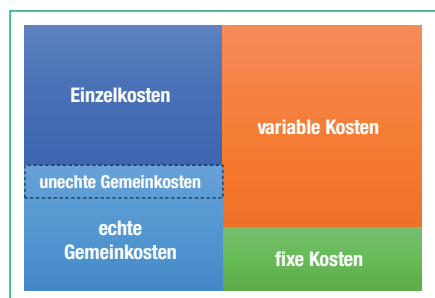 Einzelkosten
unechte Gemeinkosten
echte
Gemeinkosten
variable Kosten
fixe Kosten